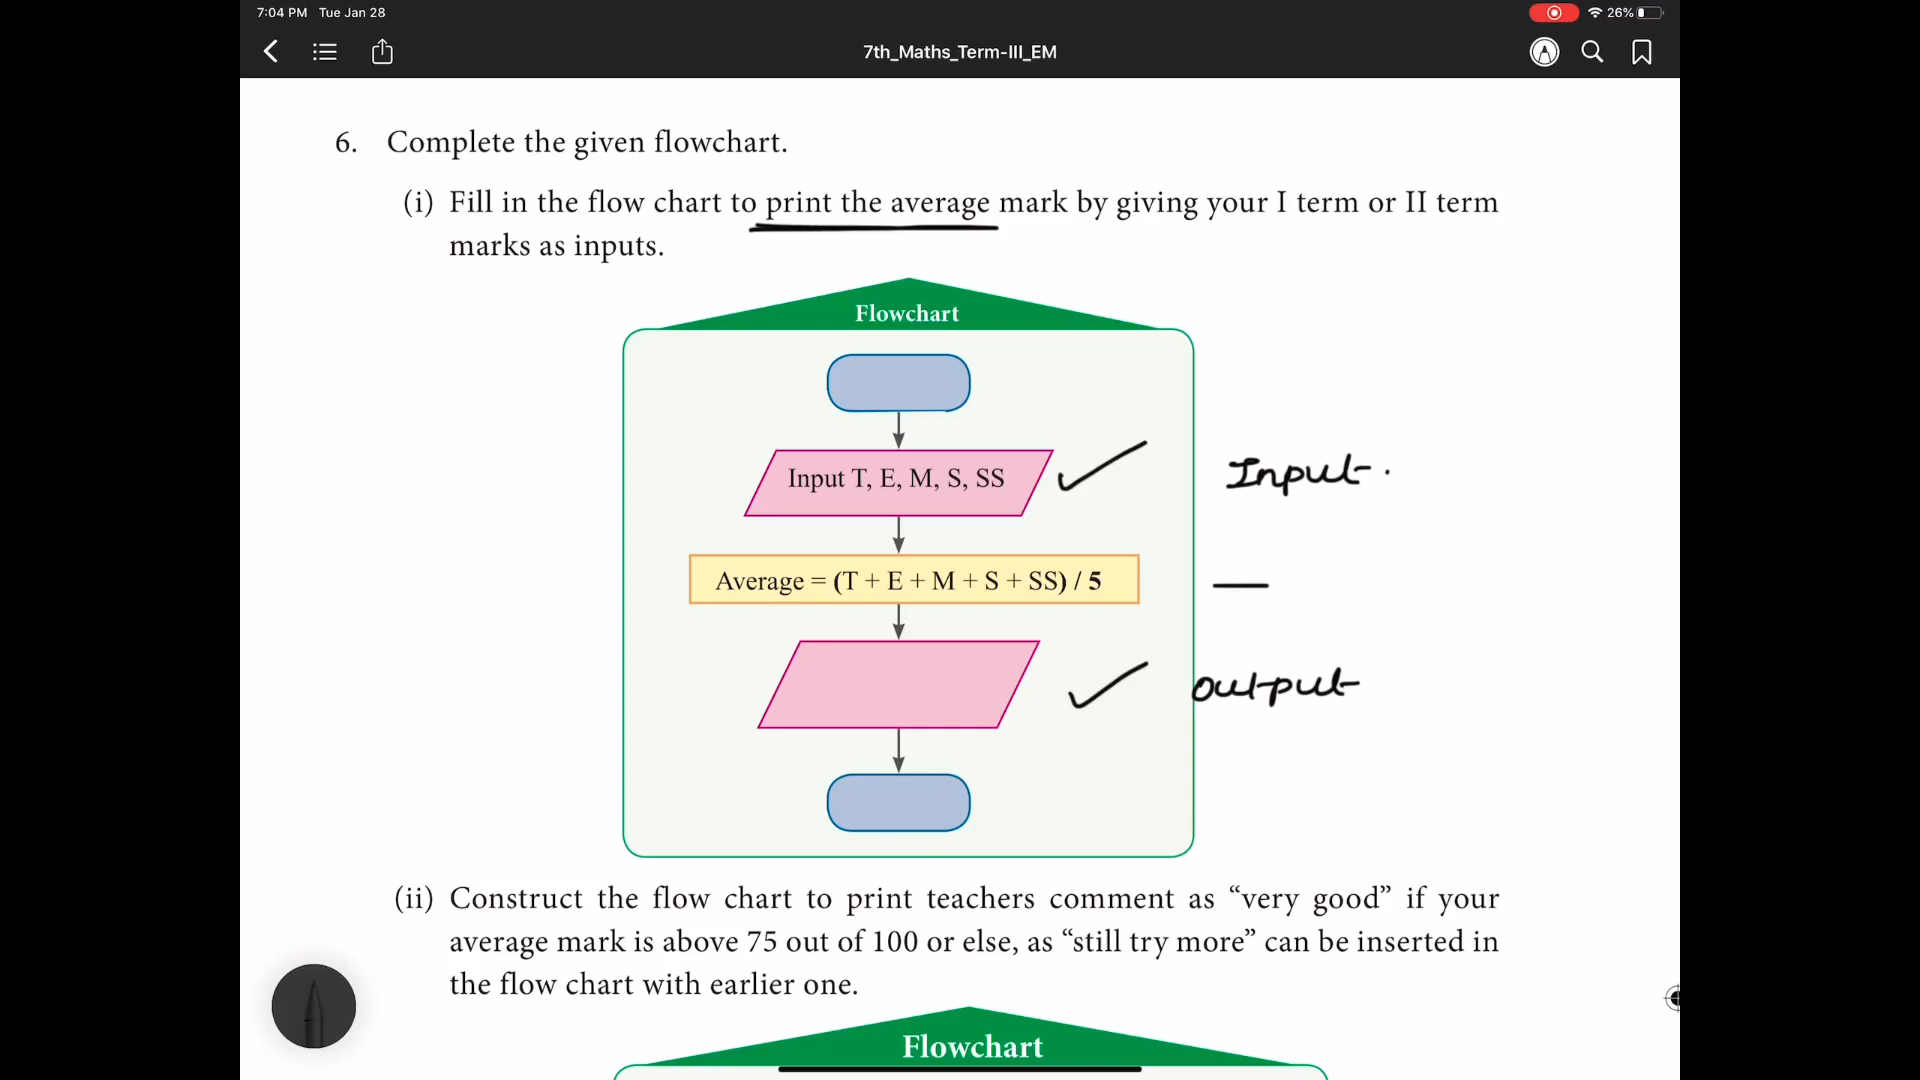 7:04 PM Tue Jan 28
26%
7th_Maths_Term-III_EM
6. Complete the given flowchart.
(i) Fill in the flow chart to print the average mark by giving your I term or II term
marks as inputs.
Flowchart
Input T, E, M, S, SS
Input.
Average = (T + E + M + S + SS) / 5
output
(ii) Construct the flow chart to print teachers comment as “very good” if your
average mark is above 75 out of 100 or else, as “still try more” can be inserted in
the flow chart with earlier one.
Flowchart